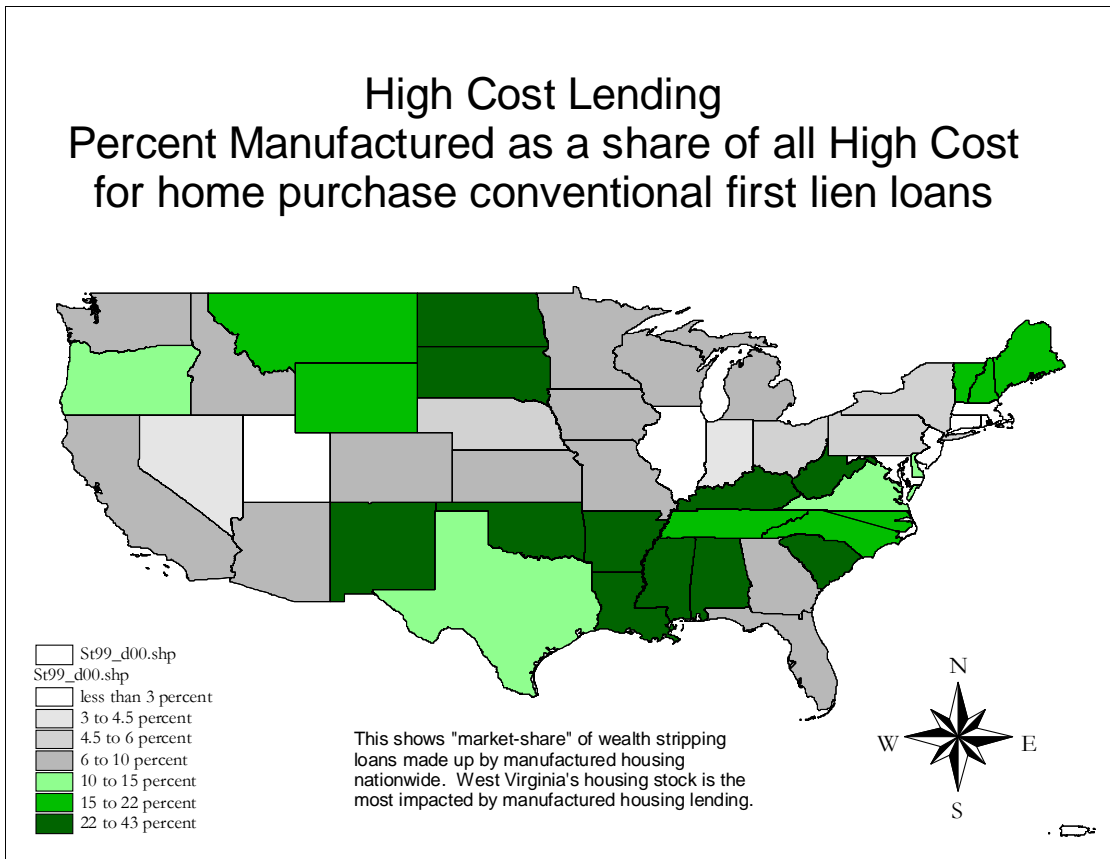 High Cost Lending
Percent Manufactured as a share of all High Cost
for home purchase conventional first lien loans
St99_d00.shp
St99_d00.shp
less than 3 percent
3 to 4.5 percent
4.5 to 6 percent
6 to 10 percent
10 to 15 percent
15 to 22 percent
22 to 43 percent
This shows "market-share" of wealth stripping
loans made up by manufactured housing
nationwide. West Virginia's housing stock is the
most impacted by manufactured housing lending.
N
W E
S